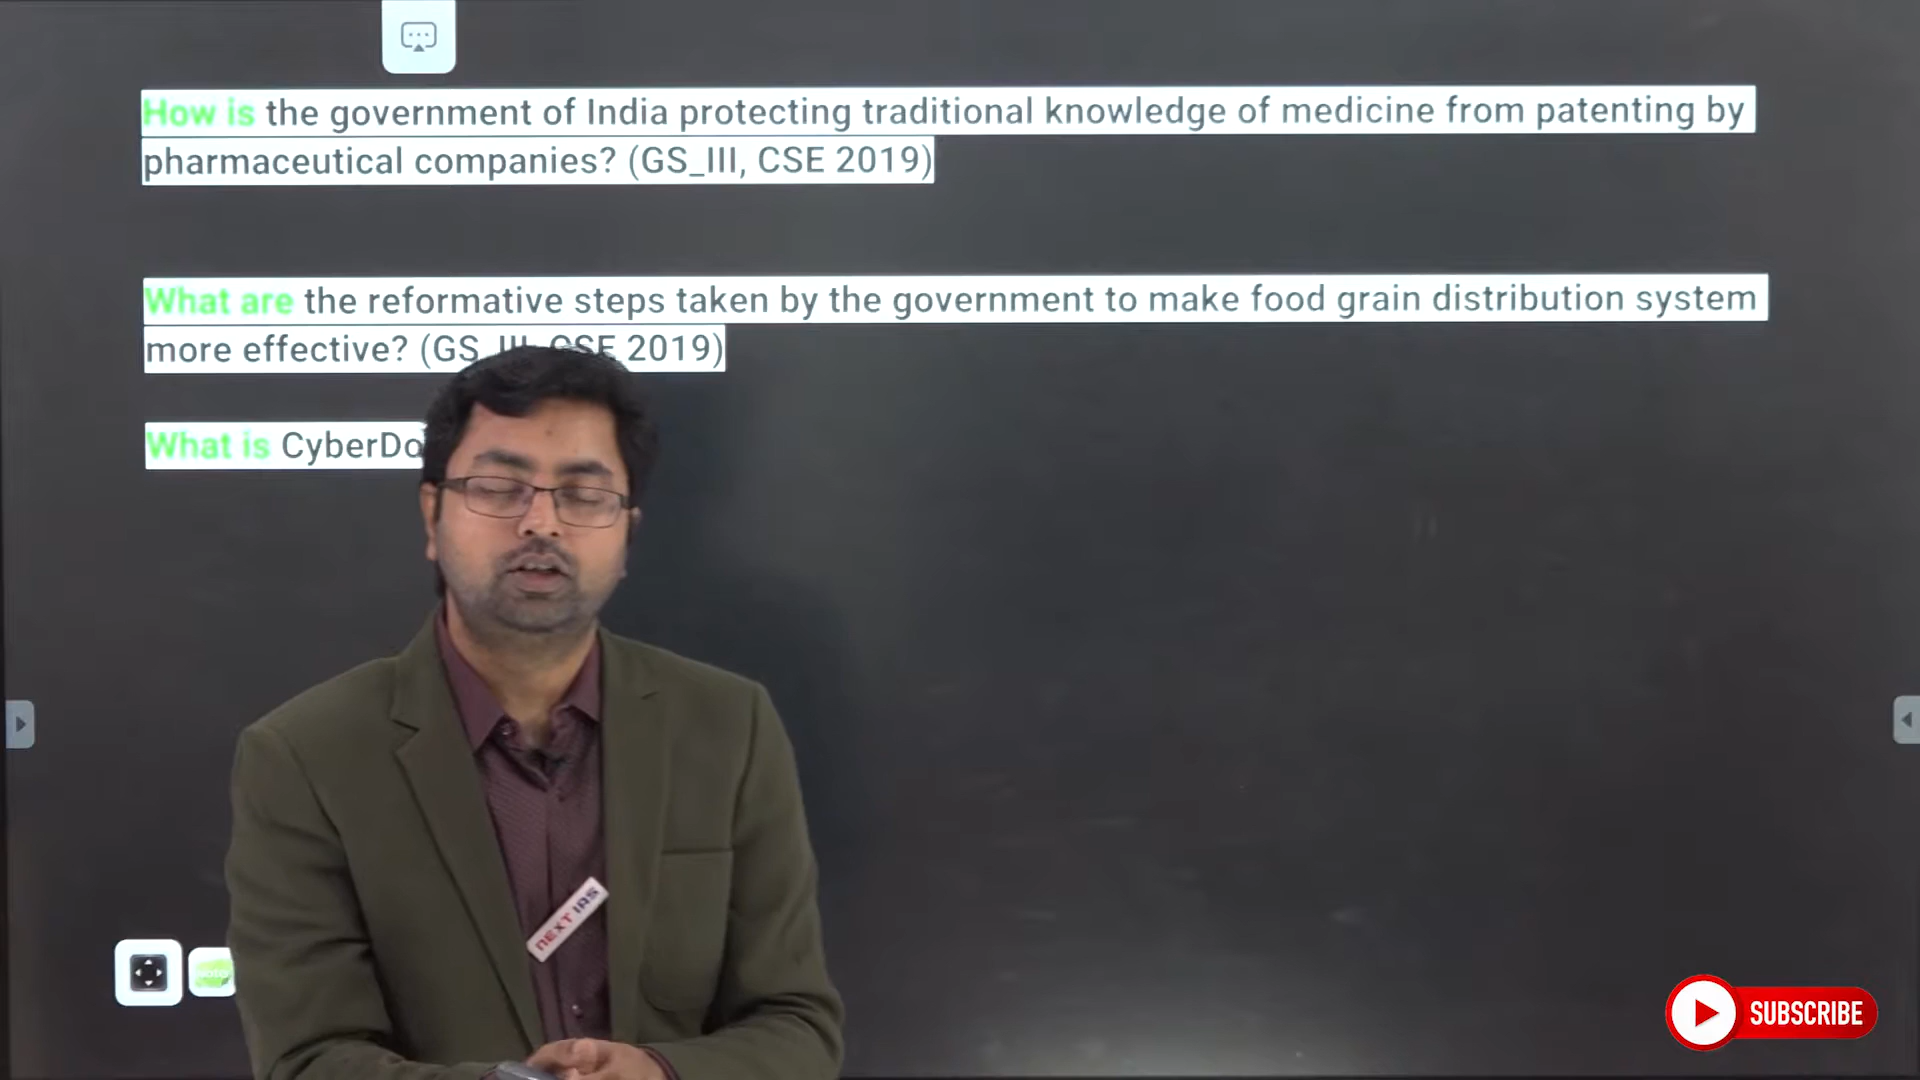 How is the government of India protecting traditional knowledge of medicine from patenting by
pharmaceutical companies? (GS_III, CSE 2019)
What are the reformative steps taken by the government to make food grain distribution system
more effective? (GS_III, CSE 2019)
What is
NEXT IAS
SUBSCRIBE